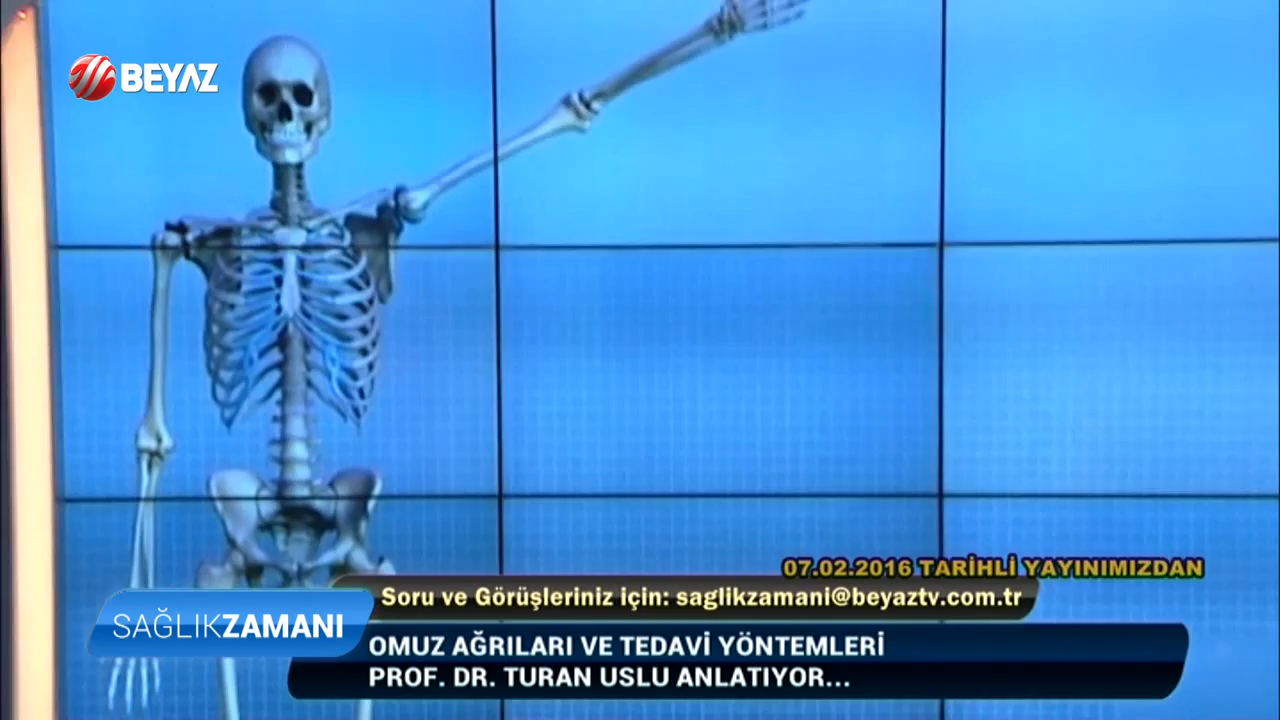 BEYAZ
07.02.2016 TARİHLİ YAYINIMIZDAN
Soru ve Görüşleriniz için: saglikzamani@beyaztv.com.tr
SAĞLIKZAMANI
OMUZ AĞRILARI VE TEDAVİ YÖNTEMLERİ
PROF. DR. TURAN USLU ANLATIYOR...